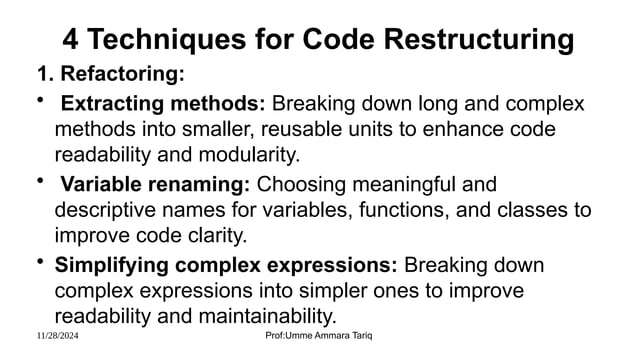 4 Techniques for Code Restructuring
1. Refactoring:
• Extracting methods: Breaking down long and complex
methods into smaller, reusable units to enhance code
readability and modularity.
• Variable renaming: Choosing meaningful and
descriptive names for variables, functions, and classes to
improve code clarity.
• Simplifying complex expressions: Breaking down
complex expressions into simpler ones to improve
readability and maintainability.
11/28/2024 Prof:Umme Ammara Tariq